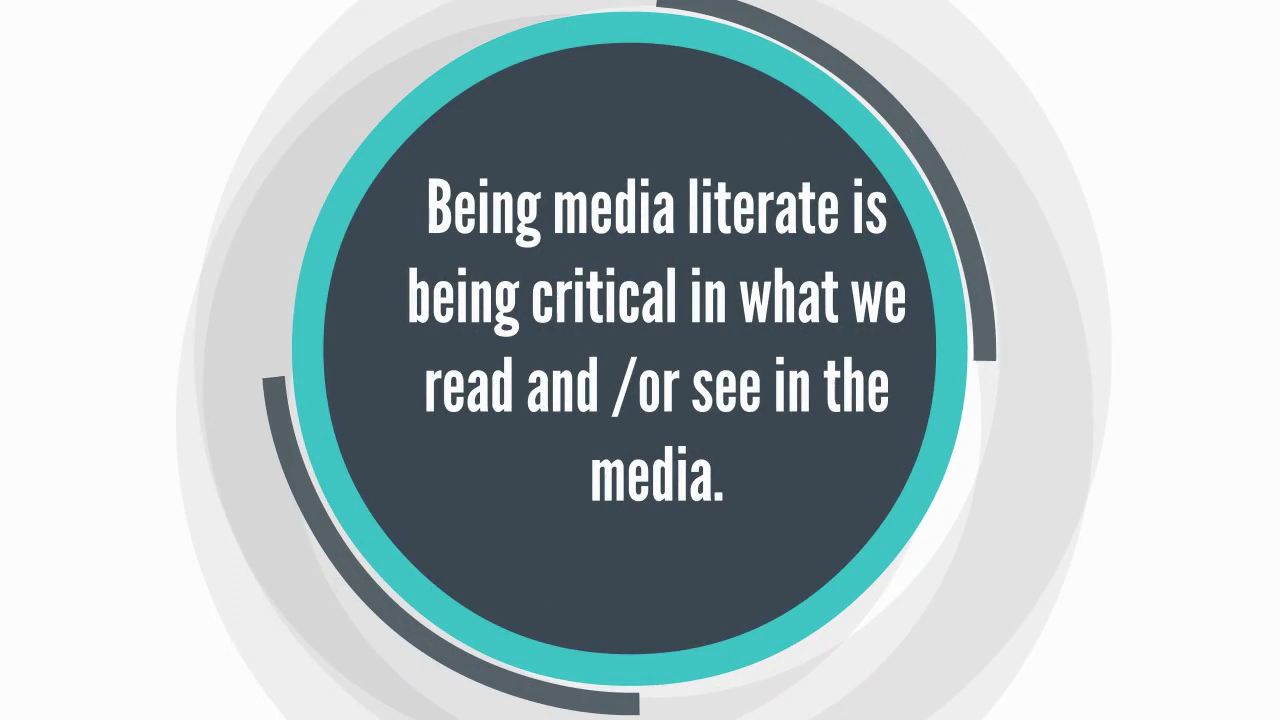 Being media literate is
being critical in what we
read and /or see in the
media.